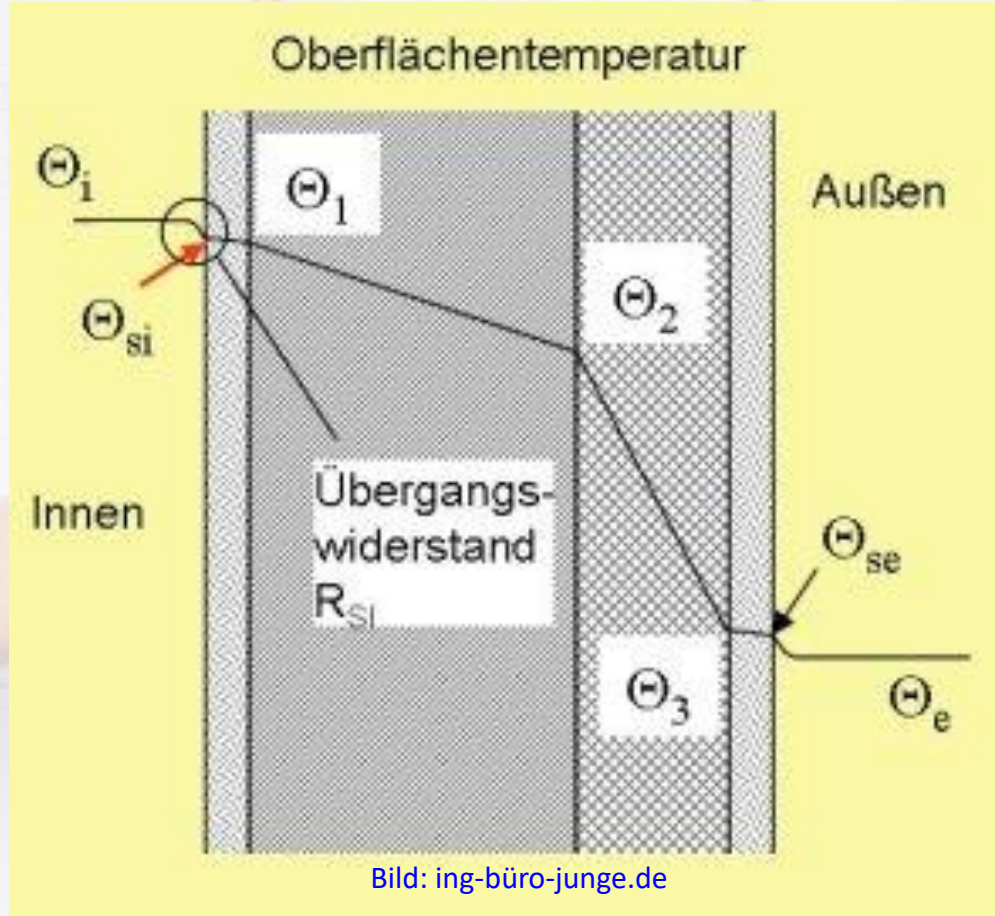 Oberflächentemperatur
Θi
Θ1
Außen
Θ2
Θsi
Innen
Übergangs-
widerstand
RSI
Θse
Θ3
Θe
Bild: ing-büro-junge.de